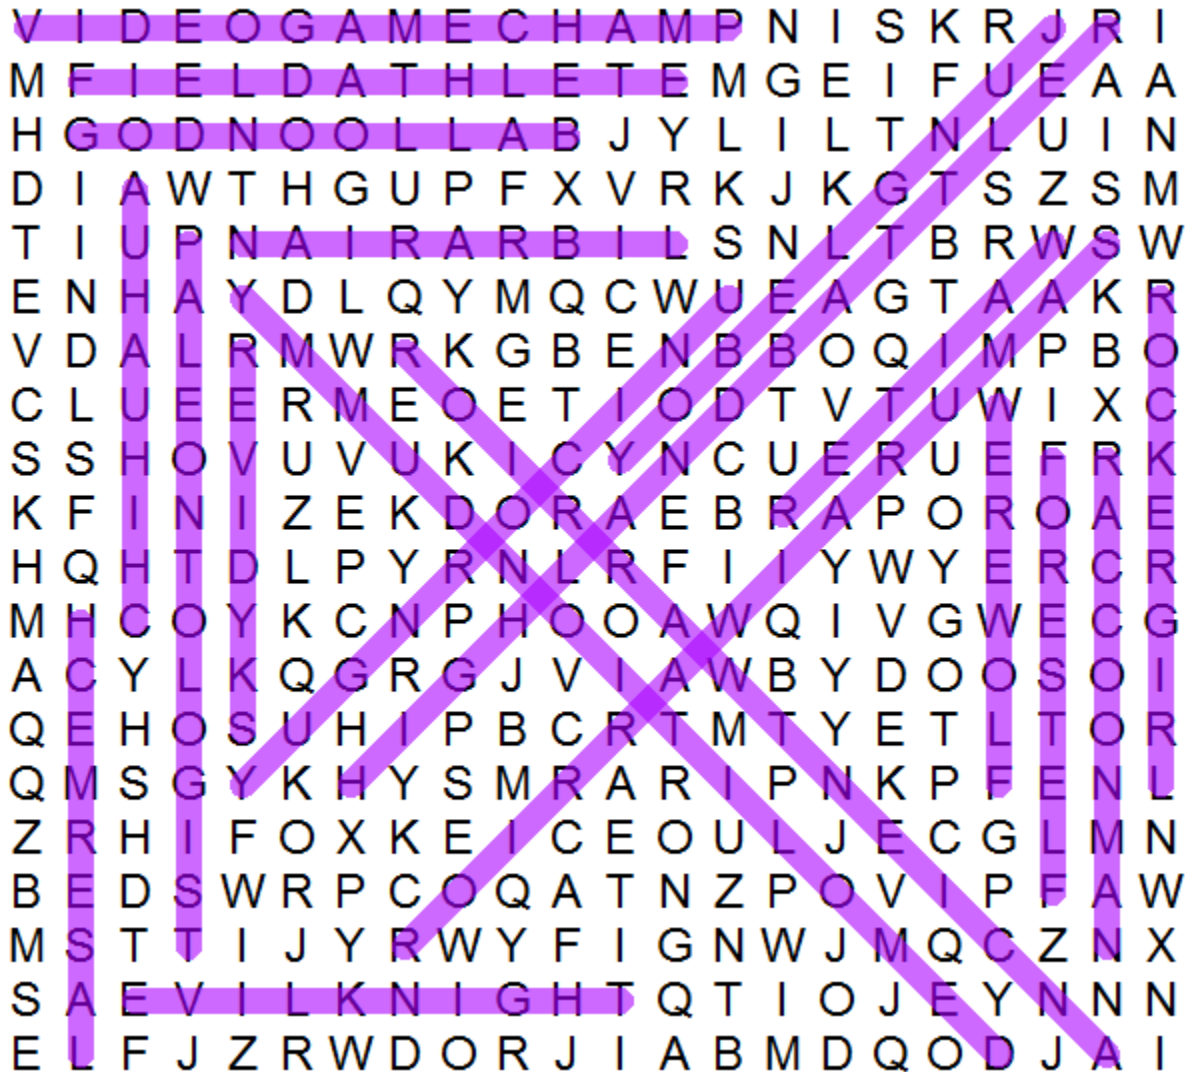 V I D E O G A M E C H A M P N I S K R J R I
M F I E L D A T H L E T E M G E I F U E A A
H G O D N O O L L A B J Y L I L T N L U I N
D I A W T H G U P F X V R K J K G T S Z S M
T I U P N A I R A R B I L S N L T B R W S W
E N H A Y D L Q Y M Q C W U E A G T A A K R
V D A L R M W R K G B E N B B O Q I M P B O
C L U E E R M E O E T I O D T V T U W I X C
S S H O V U V U K I C Y N C U E R U E F R K
K F I N I Z E K D O R A E B R A P O R O A E
H Q H T D L P Y R N L R F I I Y W Y E R C R
M H C O Y K C N P H O O A W Q I V G W E C G
A C Y L K Q G R G J V I A W B Y D O O S O I
Q E H O S U H I P B C R T M T Y E T L T O R
Q M S G Y K H Y S M R A R I P N K P F E N L
Z R H I F O X K E I C E O U L J E C G L M N
B E D S W R P C O Q A T N Z P O V I P F A W
M S T T I J Y R W Y F I G N W J M Q C Z N X
S A E V I L K N I G H T Q T I O J E Y N N N
E L F J Z R W D O R J I A B M D Q O D J A I